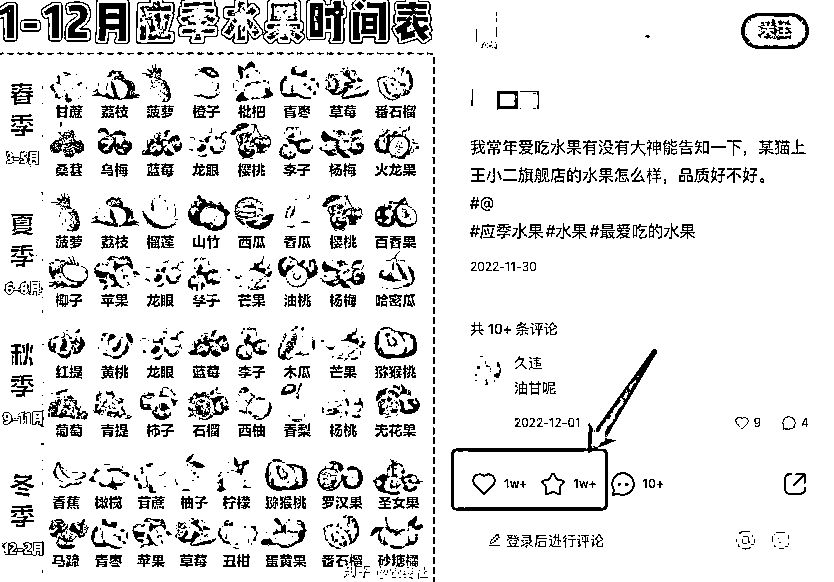 1-12月应季水果时间表
春季
3-5月
甘蔗 荔枝 菠萝 橙子 枇杷 青枣 草莓 番石榴
桑葚 乌梅 蓝莓 龙眼 樱桃 李子 杨梅 火龙果
夏季
6-8月
菠萝 荔枝 榴莲 山竹 西瓜 香瓜 樱桃 百香果
椰子 苹果 龙眼 李子 芒果 油桃 杨梅 哈密瓜
秋季
9-11月
红提 黄桃 龙眼 蓝莓 李子 木瓜 芒果 猕猴桃
葡萄 青提 柿子 石榴 西柚 香梨 杨桃 无花果
冬季
12-2月
香蕉 橄榄 甘蔗 柚子 柠檬 猕猴桃 罗汉果 圣女果
马蹄 青枣 苹果 草莓 丑柑 蛋黄果 番石榴 砂糖橘
知乎
我常年爱吃水果有没有大神能告知一下，某猫上
王小二旗舰店的水果怎么样，品质好不好。
#@
#应季水果#水果#最爱吃的水果
2022-11-30
共 10+ 条评论
久违
油甘呢
2022-12-01 9 4
1w+ 1w+ 10+
登录后进行评论